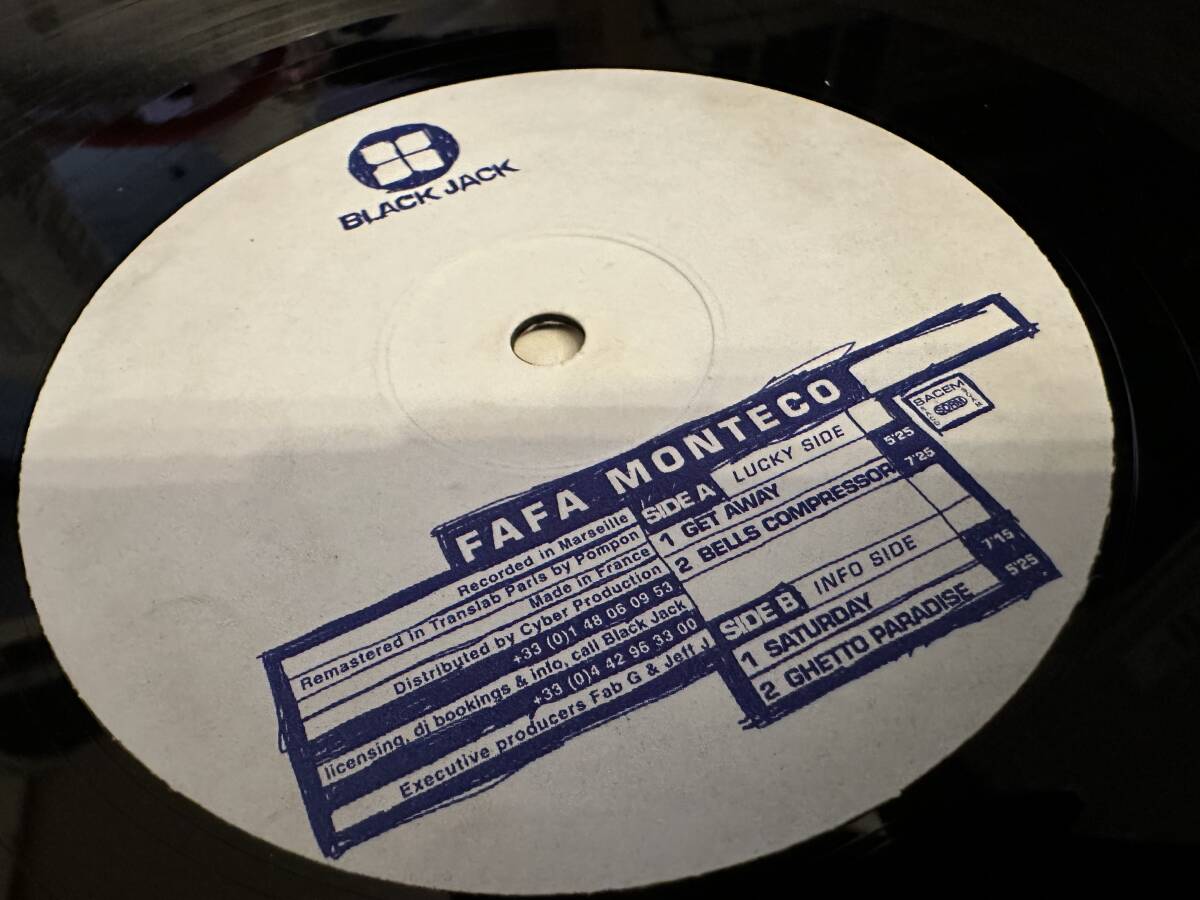 BLACK JACK
FAFA MONTECO
Recorded in Marseille
Remastered in Translab Paris by Pompon
Made in France
Distributed by Cyber Production
+33 (0)1 48 06 09 53
licensing, dj bookings & info, call Black Jack
+33 (0)4 42 96 33 00
Executive producers Fab G & Jeff J
SIDE A LUCKY SIDE
1 GET AWAY 5'25
2 BELLS COMPRESSOR 7'25
SIDE B INFO SIDE
1 SATURDAY 7'15
2 GHETTO PARADISE 5'25
SACEM
SDRM